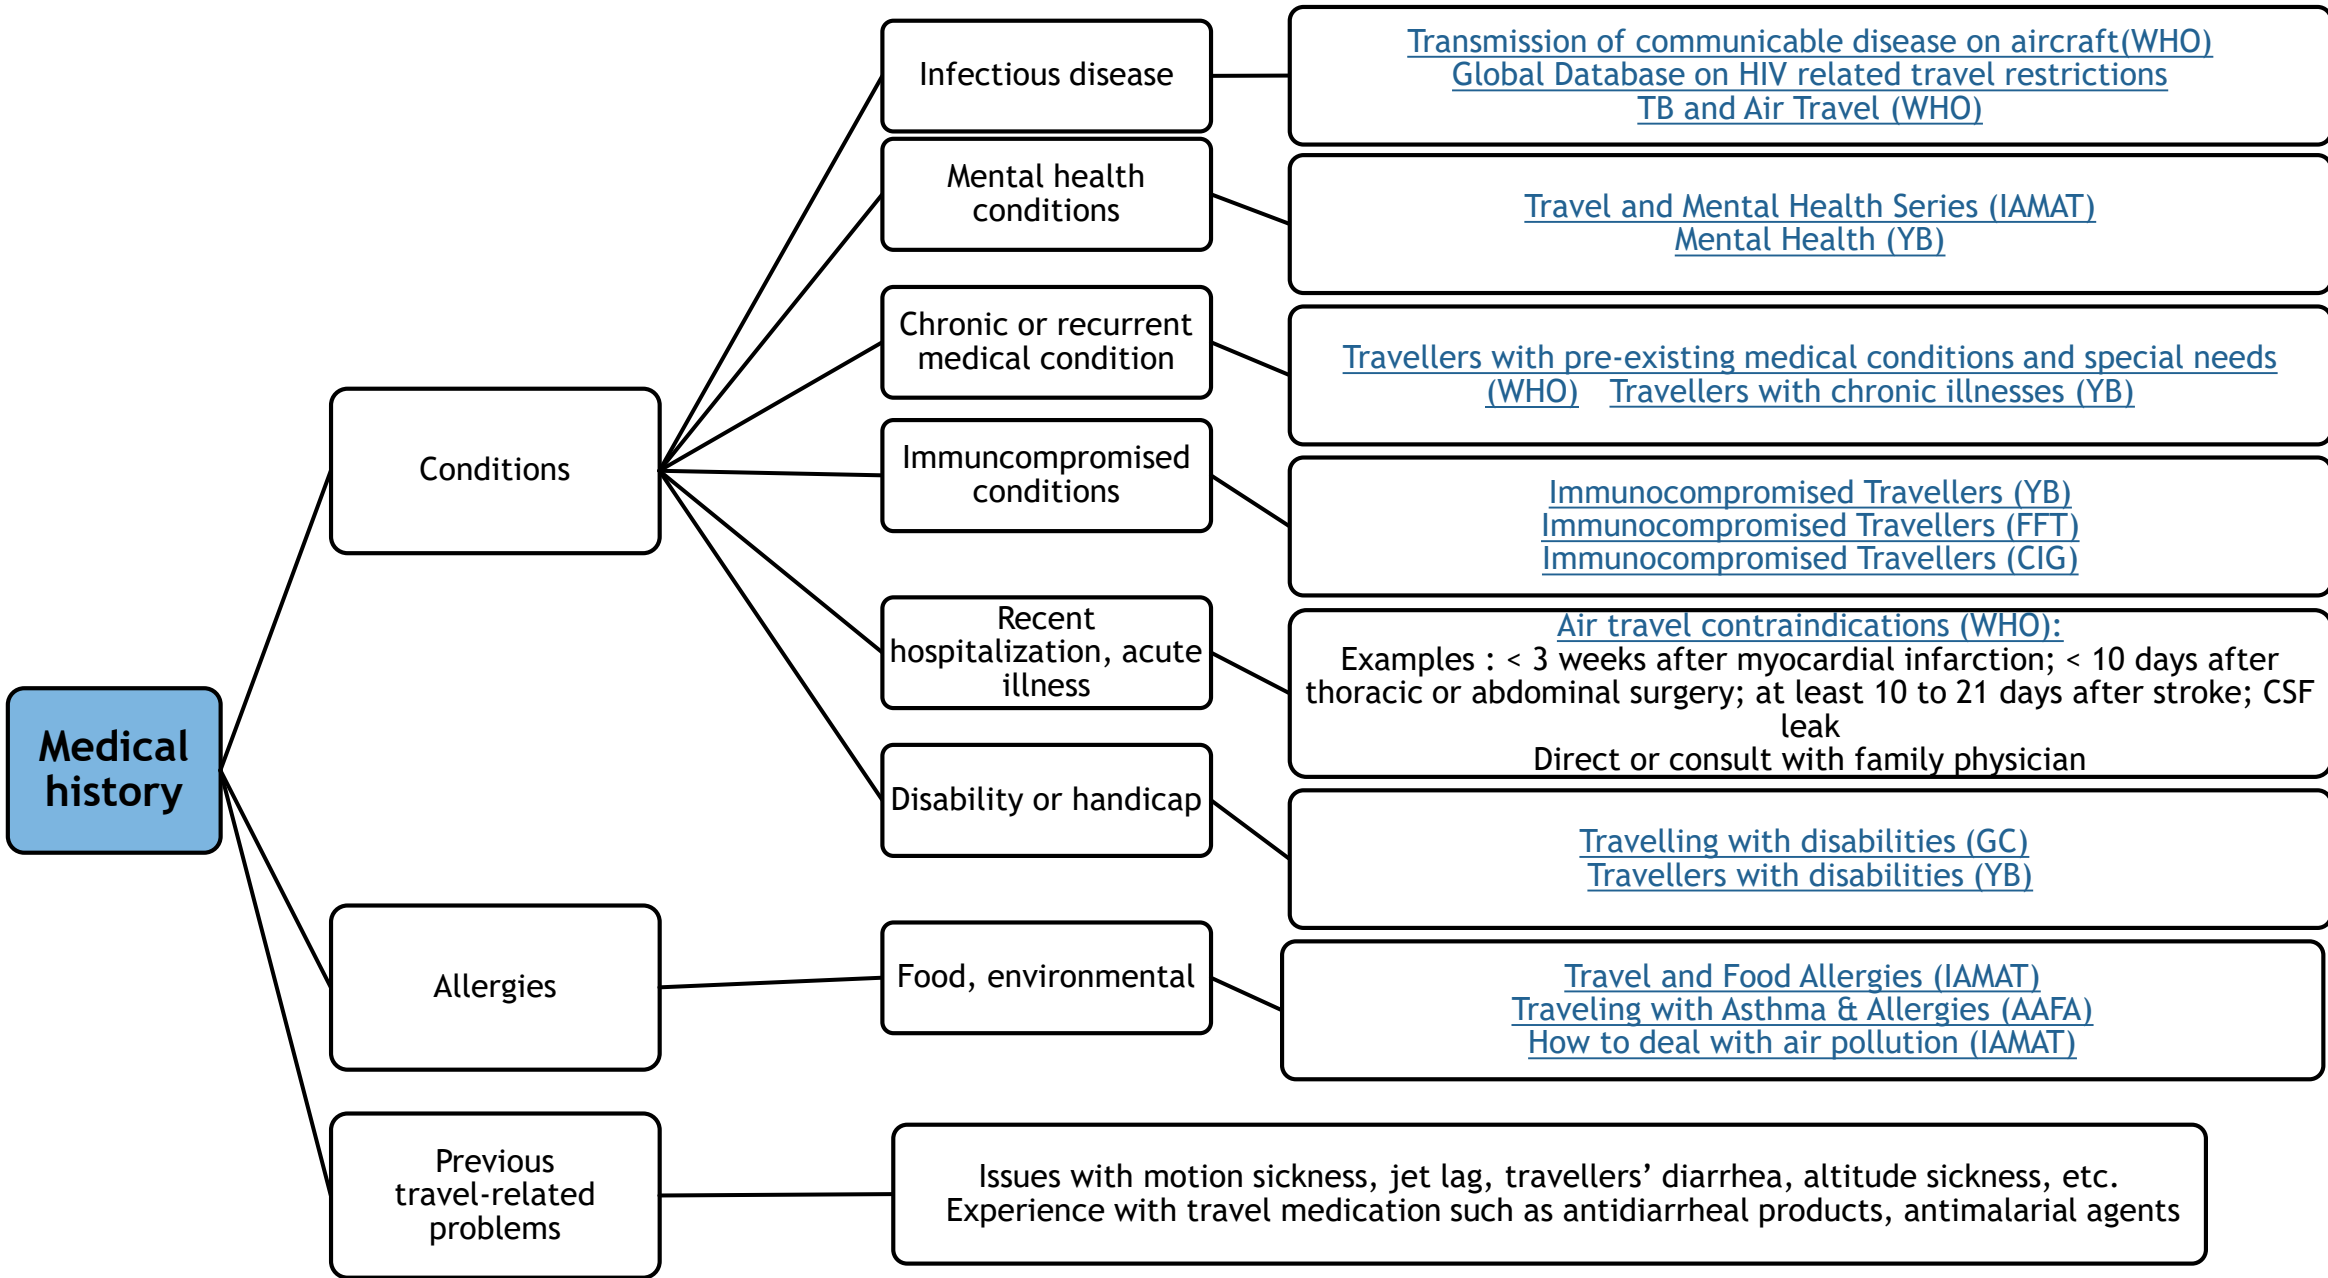 Medical
history
Conditions
Infectious disease
Transmission of communicable disease on aircraft(WHO)
Global Database on HIV related travel restrictions
TB and Air Travel (WHO)
Mental health
conditions
Travel and Mental Health Series (IAMAT)
Mental Health (YB)
Chronic or recurrent
medical condition
Travellers with pre-existing medical conditions and special needs
(WHO) Travellers with chronic illnesses (YB)
Immuncompromised
conditions
Immunocompromised Travellers (YB)
Immunocompromised Travellers (FFT)
Immunocompromised Travellers (CIG)
Recent
hospitalization, acute
illness
Air travel contraindications (WHO):
Examples : < 3 weeks after myocardial infarction; < 10 days after
thoracic or abdominal surgery; at least 10 to 21 days after stroke; CSF
leak
Direct or consult with family physician
Disability or handicap
Travelling with disabilities (GC)
Travellers with disabilities (YB)
Allergies
Food, environmental
Travel and Food Allergies (IAMAT)
Traveling with Asthma & Allergies (AAFA)
How to deal with air pollution (IAMAT)
Previous
travel-related
problems
Issues with motion sickness, jet lag, travellers’ diarrhea, altitude sickness, etc.
Experience with travel medication such as antidiarrheal products, antimalarial agents